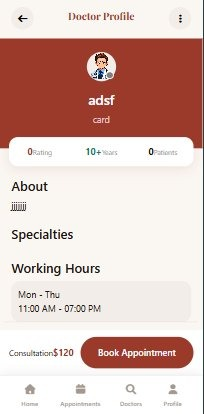 Doctor Profile
adsf
card
0Rating 10+Years 0Patients
About
jjjjjjj
Specialties
Working Hours
Mon - Thu
11:00 AM - 07:00 PM
Consultation$120 Book Appointment
Home Appointments Doctors Profile